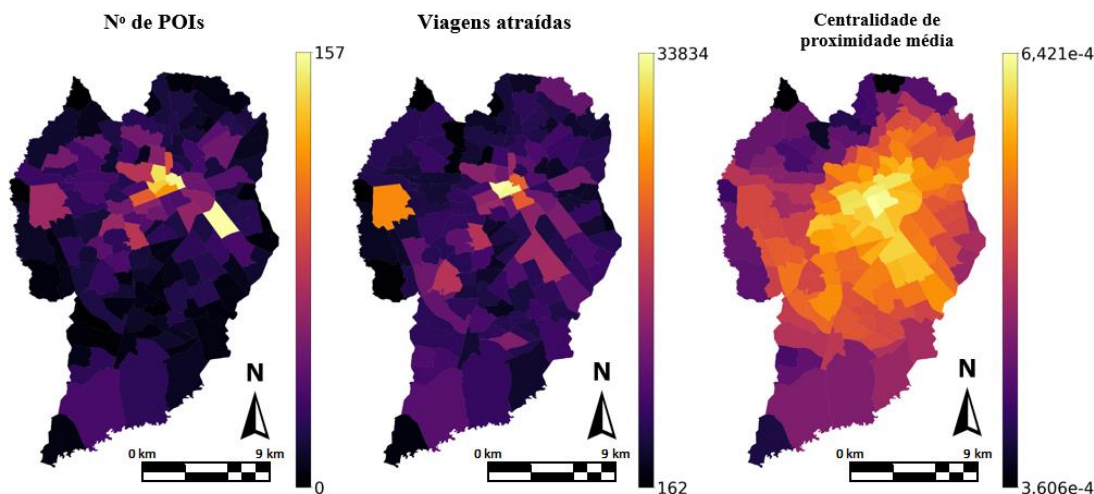 Nº de POIs
157
N
0 km 9 km
0
Viagens atraídas
33834
N
0 km 9 km
162
Centralidade de
proximidade média
6,421e-4
N
0 km 9 km
3,606e-4